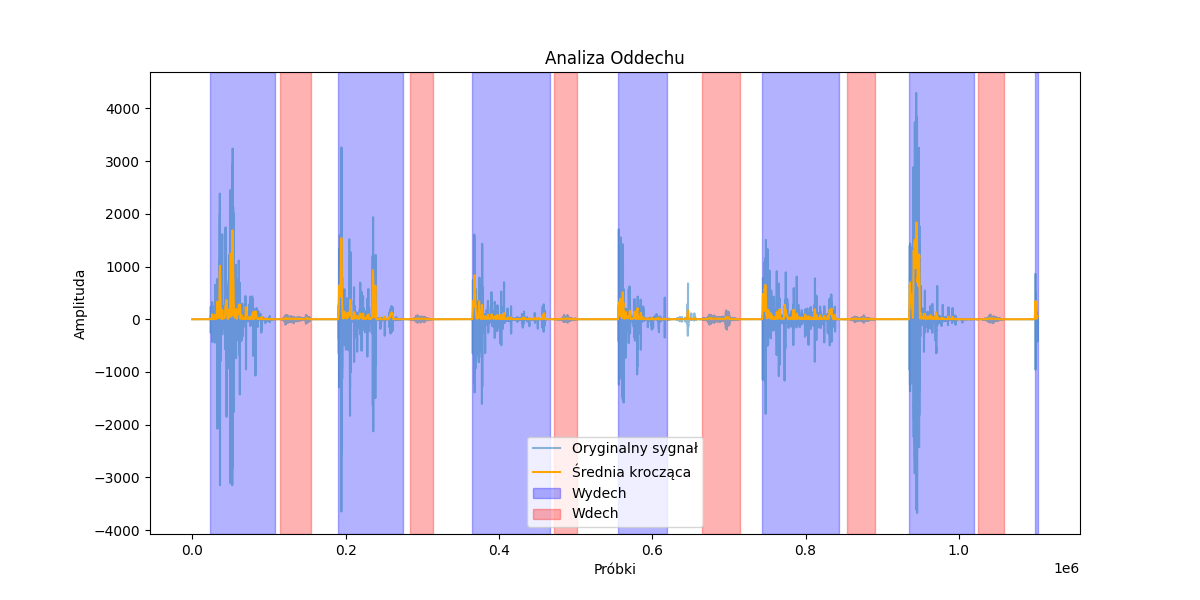 Analiza Oddechu
Amplituda
4000
3000
2000
1000
0
−1000
−2000
−3000
−4000
Oryginalny sygnał
Średnia krocząca
Wydech
Wdech
0.0 0.2 0.4 0.6 0.8 1.0
1e6
Próbki